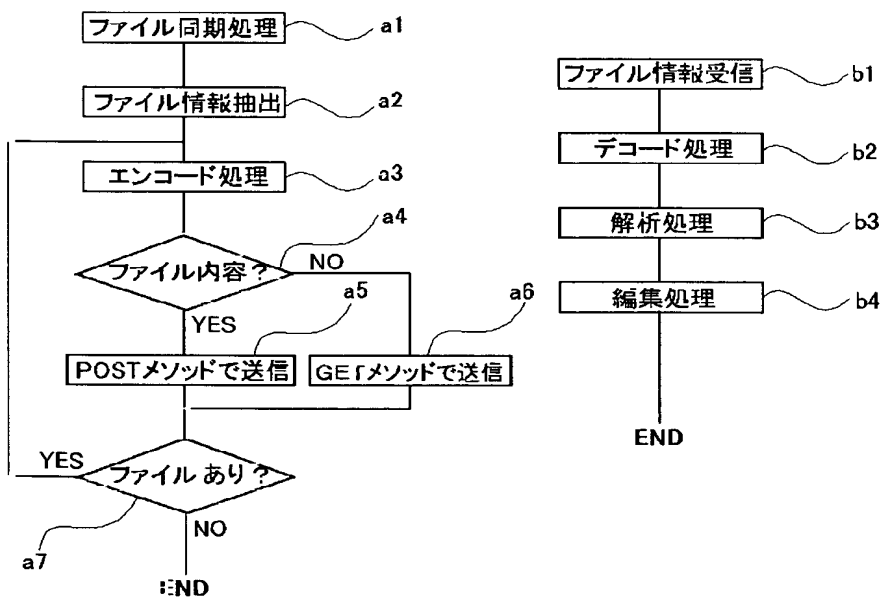 ファイル同期処理 a1
ファイル情報抽出 a2
エンコード処理 a3
ファイル内容? a4
NO
YES
POSTメソッドで送信 a5
GETメソッドで送信 a6
ファイルあり? a7
YES
NO
END
ファイル情報受信 b1
デコード処理 b2
解析処理 b3
編集処理 b4
END